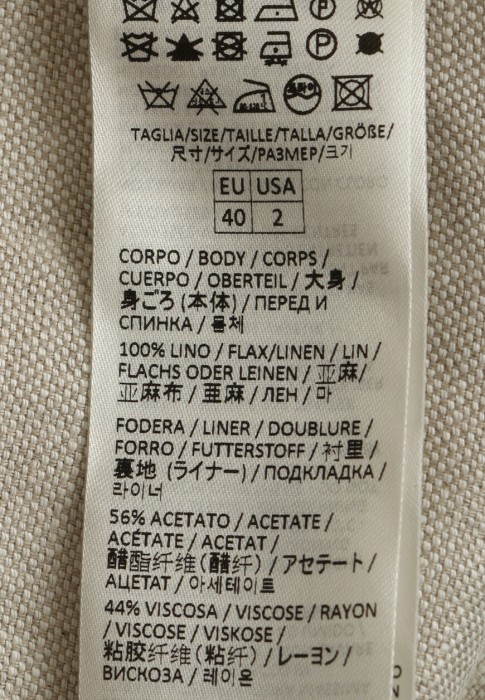 TAGLIA/SIZE/TAILLE/TALLA/GRÖßE/
尺寸/サイズ/РАЗМЕР/크기
EU USA
40 2
CORPO / BODY / CORPS /
CUERPO / OBERTEIL / 大身 /
身ごろ (本体) / ПЕРЕД И
СПИНКА / 몸체
100% LINO / FLAX/LINEN / LIN /
FLACHS ODER LEINEN / 亚麻/
亚麻布 / 亜麻 / ЛЕН / 마
FODERA / LINER / DOUBLURE /
FORRO / FUTTERSTOFF / 衬里 /
裏地 (ライナー) / ПОДКЛАДКА /
라이너
56% ACETATO / ACETATE /
ACÉTATE / ACETAT /
醋酯纤维 (醋纤) / アセテート /
АЦЕТАТ / 아세테이트
44% VISCOSA / VISCOSE / RAYON
/ VISCOSE / VISKOSE /
粘胶纤维 (粘纤) / レーヨン /
ВИСКОЗА / 레이온